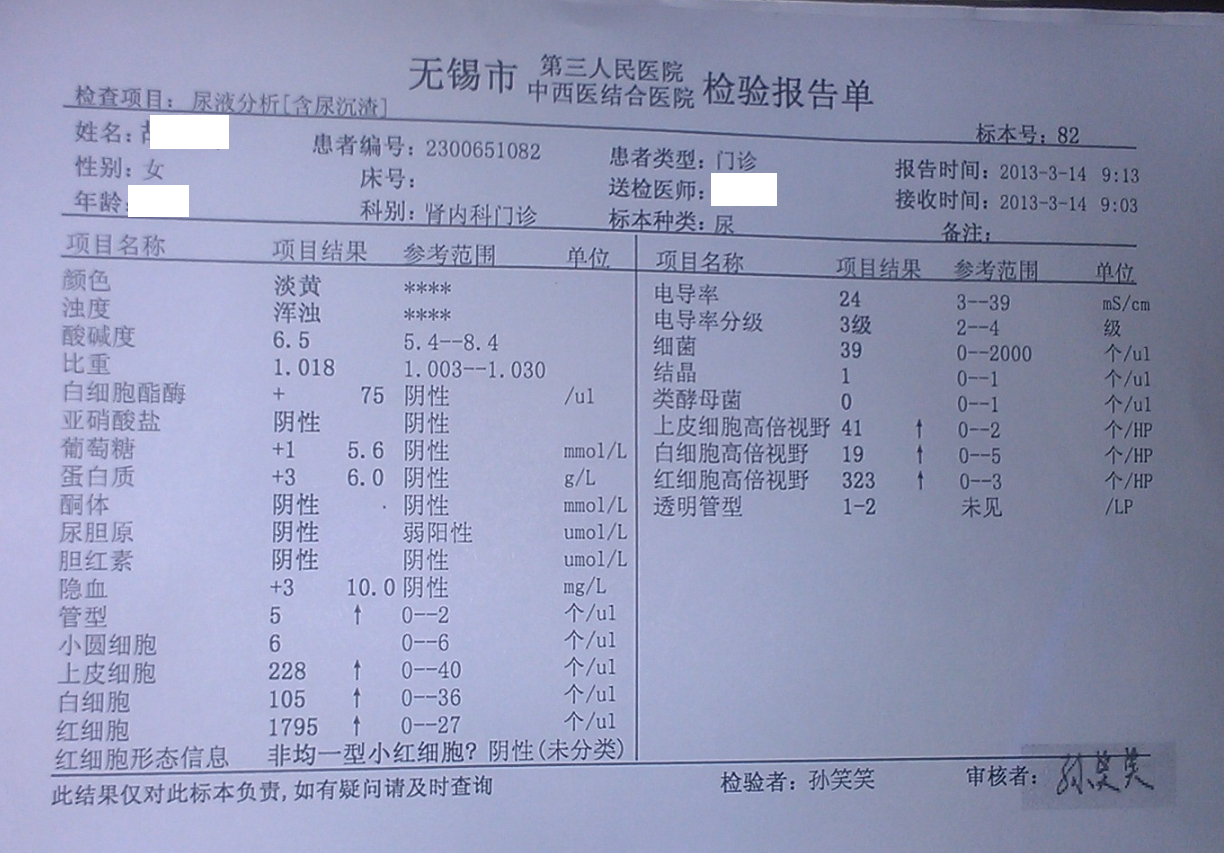 无锡市 第三人民医院 中西医结合医院 检验报告单
检查项目: 尿液分析[含尿沉渣]
标本号: 82
姓名: 患者编号: 2300651082 患者类型: 门诊 报告时间: 2013-3-14 9:13
性别: 女 床号: 送检医师: 接收时间: 2013-3-14 9:03
年龄: 科别: 肾内科门诊 标本种类: 尿 备注:
项目名称 项目结果 参考范围 单位
颜色 淡黄 ****
浊度 浑浊 ****
酸碱度 6.5 5.4--8.4
比重 1.018 1.003--1.030
白细胞酯酶 + 75 阴性 /ul
亚硝酸盐 阴性 阴性
葡萄糖 +1 5.6 阴性 mmol/L
蛋白质 +3 6.0 阴性 g/L
酮体 阴性 阴性 mmol/L
尿胆原 阴性 弱阳性 umol/L
胆红素 阴性 阴性 umol/L
隐血 +3 10.0 阴性 mg/L
管型 5 ↑ 0--2 个/ul
小圆细胞 6 0--6 个/ul
上皮细胞 228 ↑ 0--40 个/ul
白细胞 105 ↑ 0--36 个/ul
红细胞 1795 ↑ 0--27 个/ul
红细胞形态信息 非均一型小红细胞? 阴性(未分类)
项目名称 项目结果 参考范围 单位
电导率 24 3--39 mS/cm
电导率分级 3级 2--4 级
细菌 39 0--2000 个/ul
结晶 1 0--1 个/ul
类酵母菌 0 0--1 个/ul
上皮细胞高倍视野 41 ↑ 0--2 个/HP
白细胞高倍视野 19 ↑ 0--5 个/HP
红细胞高倍视野 323 ↑ 0--3 个/HP
透明管型 1-2 未见 /LP
此结果仅对此标本负责,如有疑问请及时查询 检验者: 孙笑笑 审核者: 孙笑笑